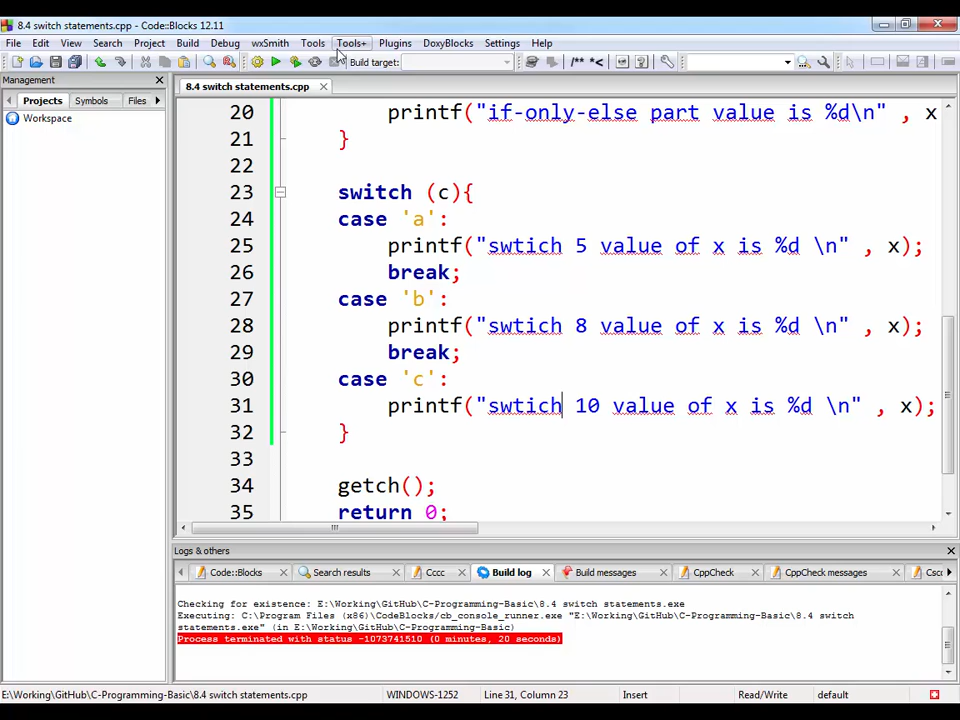 8.4 switch statements.cpp - Code::Blocks 12.11
File Edit View Search Project Build Debug wxSmith Tools Tools+ Plugins DoxyBlocks Settings Help
Build target:
/** *<
Management
Projects Symbols Files
Workspace
8.4 switch statements.cpp
20 printf("if-only-else part value is %d\n" , x
21 }
22
23 switch (c){
24 case 'a':
25 printf("swtich 5 value of x is %d \n" , x);
26 break;
27 case 'b':
28 printf("swtich 8 value of x is %d \n" , x);
29 break;
30 case 'c':
31 printf("swtich 10 value of x is %d \n" , x);
32 }
33
34 getch();
35 return 0;
Logs & others
Code::Blocks Search results Cccc Build log Build messages CppCheck CppCheck messages Cscc
Checking for existence: E:\Working\GitHub\C-Programming-Basic\8.4 switch statements.exe
Executing: C:\Program Files (x86)\CodeBlocks/cb_console_runner.exe "E:\Working\GitHub\C-Programming-Basic\8.4 switch
statements.exe" (in E:\Working\GitHub\C-Programming-Basic)
Process terminated with status -1073741510 (0 minutes, 20 seconds)
E:\Working\GitHub\C-Programming-Basic\8.4 switch statements.cpp WINDOWS-1252 Line 31, Column 23 Insert Read/Write default